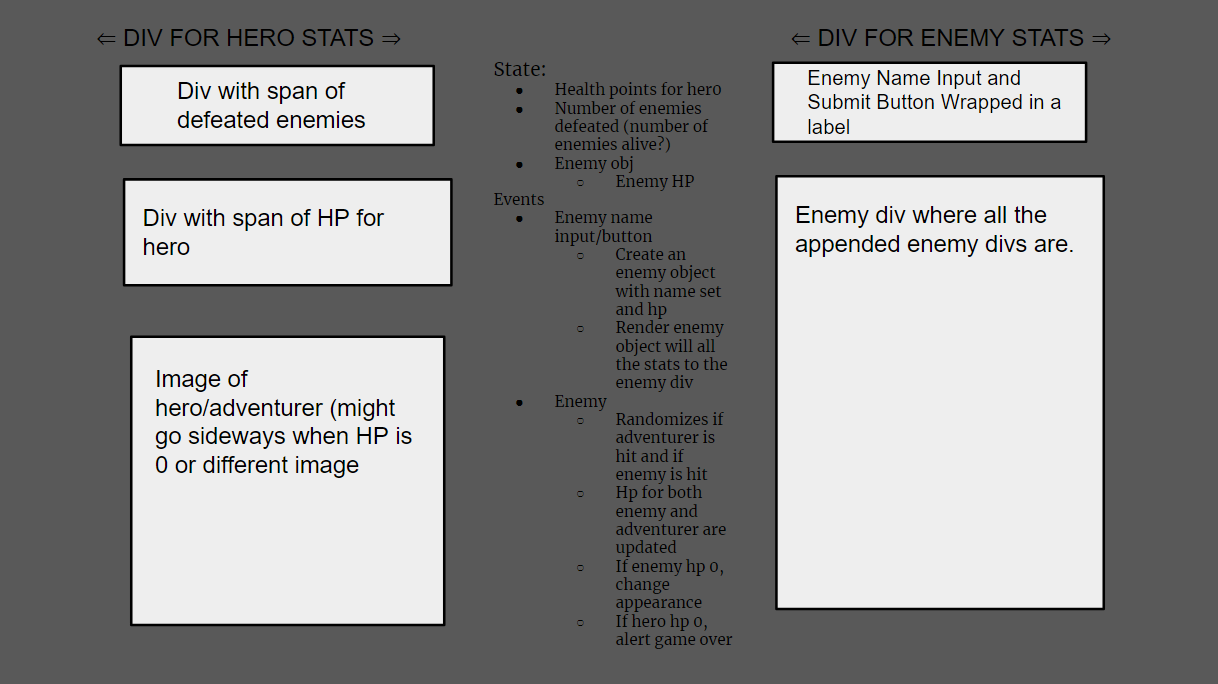 ⇐ DIV FOR HERO STATS ⇒
Div with span of
defeated enemies
Div with span of HP for
hero
Image of
hero/adventurer (might
go sideways when HP is
0 or different image
State:
● Health points for her0
● Number of enemies
defeated (number of
enemies alive?)
● Enemy obj
○ Enemy HP
Events
● Enemy name
input/button
○ Create an
enemy object
with name set
and hp
○ Render enemy
object will all
the stats to the
enemy div
● Enemy
○ Randomizes if
adventurer is
hit and if
enemy is hit
○ Hp for both
enemy and
adventurer are
updated
○ If enemy hp 0,
change
appearance
○ If hero hp 0,
alert game over
⇐ DIV FOR ENEMY STATS ⇒
Enemy Name Input and
Submit Button Wrapped in a
label
Enemy div where all the
appended enemy divs are.